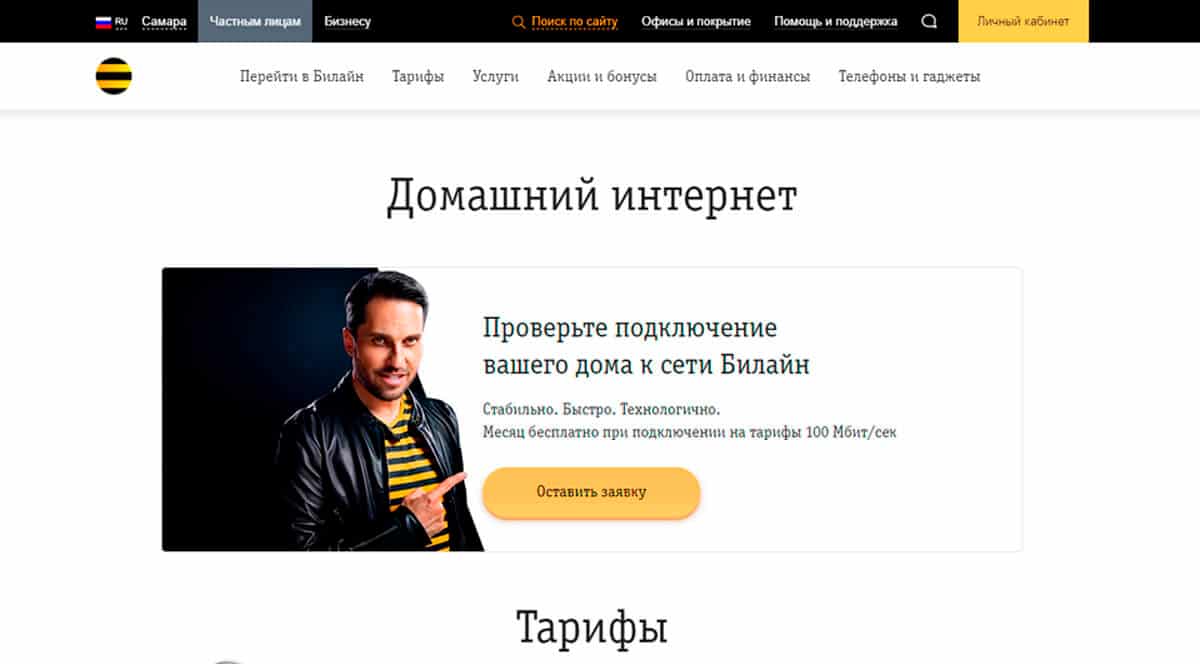 RU Самара Частным лицам Бизнесу Поиск по сайту Офисы и покрытие Помощь и поддержка Личный кабинет
Перейти в Билайн Тарифы Услуги Акции и бонусы Оплата и финансы Телефоны и гаджеты
Домашний интернет
Проверьте подключение
вашего дома к сети Билайн
Стабильно. Быстро. Технологично.
Месяц бесплатно при подключении на тарифы 100 Мбит/сек
Оставить заявку
Тарифы